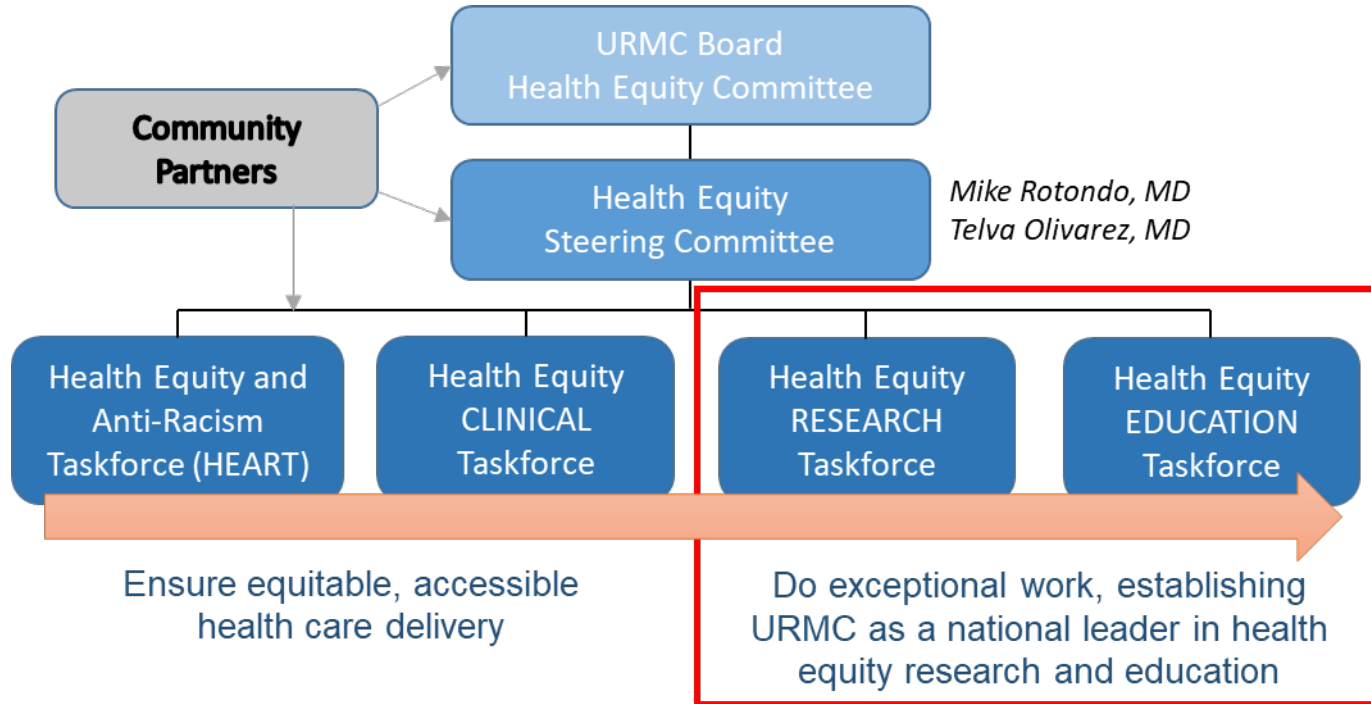 URMC Board
Health Equity Committee
Community
Partners
Health Equity
Steering Committee
Mike Rotondo, MD
Telva Olivarez, MD
Health Equity and
Anti-Racism
Taskforce (HEART)
Health Equity
CLINICAL
Taskforce
Health Equity
RESEARCH
Taskforce
Health Equity
EDUCATION
Taskforce
Ensure equitable, accessible
health care delivery
Do exceptional work, establishing
URMC as a national leader in health
equity research and education